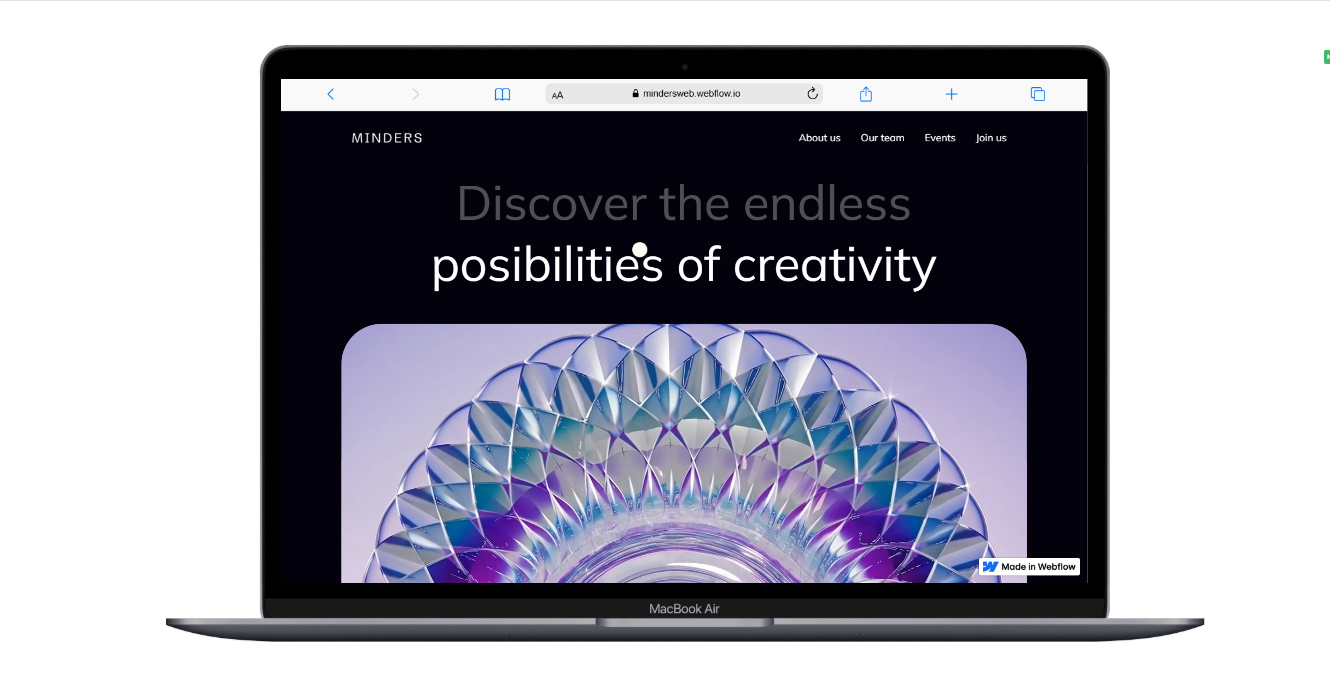 AA mindersweb.webflow.io
MINDERS About us Our team Events Join us
Discover the endless
posibilities of creativity
Made in Webflow
MacBook Air